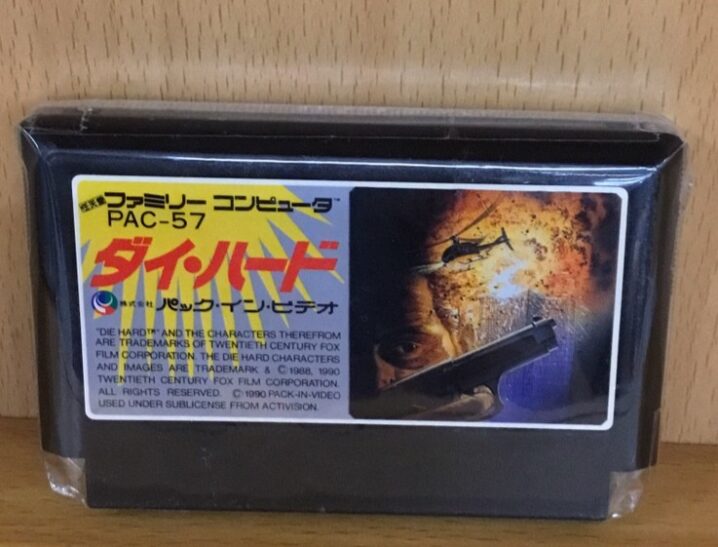 任天堂 ファミリー コンピュータ™
PAC-57
ダイ・ハード
株式会社 パック・イン・ビデオ
"DIE HARD™" AND THE CHARACTERS THEREFROM
ARE TRADEMARKS OF TWENTIETH CENTURY FOX
FILM CORPORATION. THE DIE HARD CHARACTERS
AND IMAGES ARE TRADEMARK & © 1988, 1990
TWENTIETH CENTURY FOX FILM CORPORATION.
ALL RIGHTS RESERVED. © 1990 PACK-IN-VIDEO
USED UNDER SUBLICENSE FROM ACTIVISION.